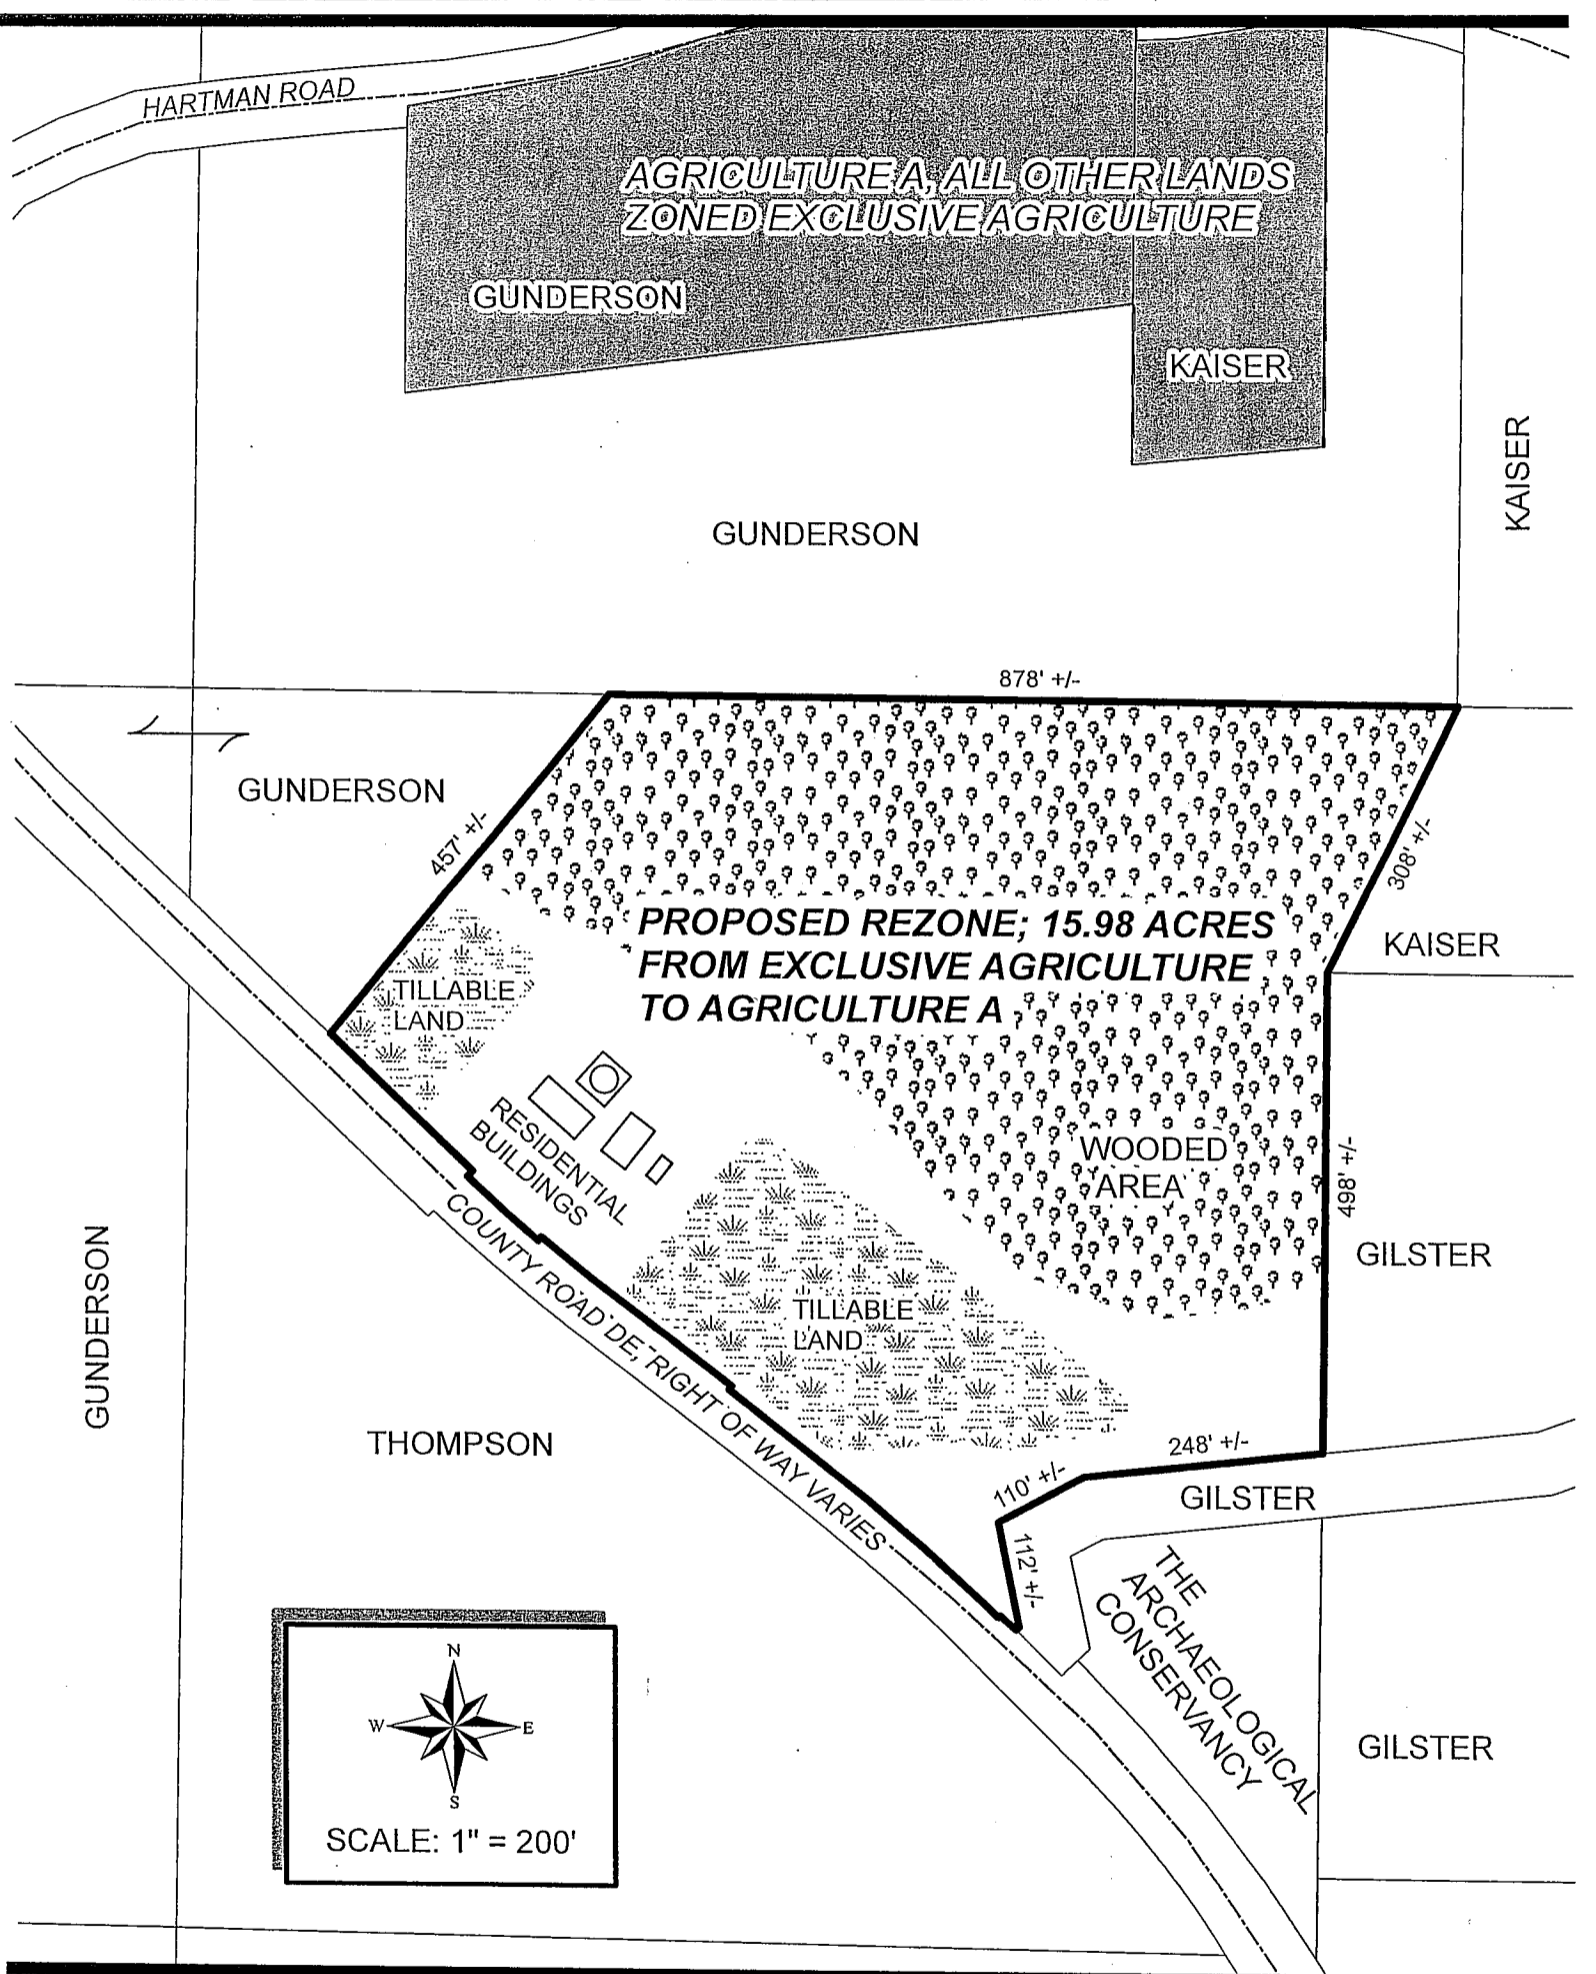 HARTMAN ROAD
AGRICULTURE A, ALL OTHER LANDS
ZONED EXCLUSIVE AGRICULTURE
GUNDERSON
KAISER
KAISER
GUNDERSON
878' +/-
GUNDERSON
457' +/-
308' +/-
PROPOSED REZONE; 15.98 ACRES
FROM EXCLUSIVE AGRICULTURE
TO AGRICULTURE A
KAISER
TILLABLE
LAND
RESIDENTIAL
BUILDINGS
WOODED
AREA
498' +/-
GILSTER
COUNTY ROAD DE, RIGHT OF WAY VARIES
TILLABLE
LAND
GUNDERSON
THOMPSON
248' +/-
110' +/-
GILSTER
112' +/-
THE
ARCHAEOLOGICAL
CONSERVANCY
N
W
E
S
SCALE: 1" = 200'
GILSTER